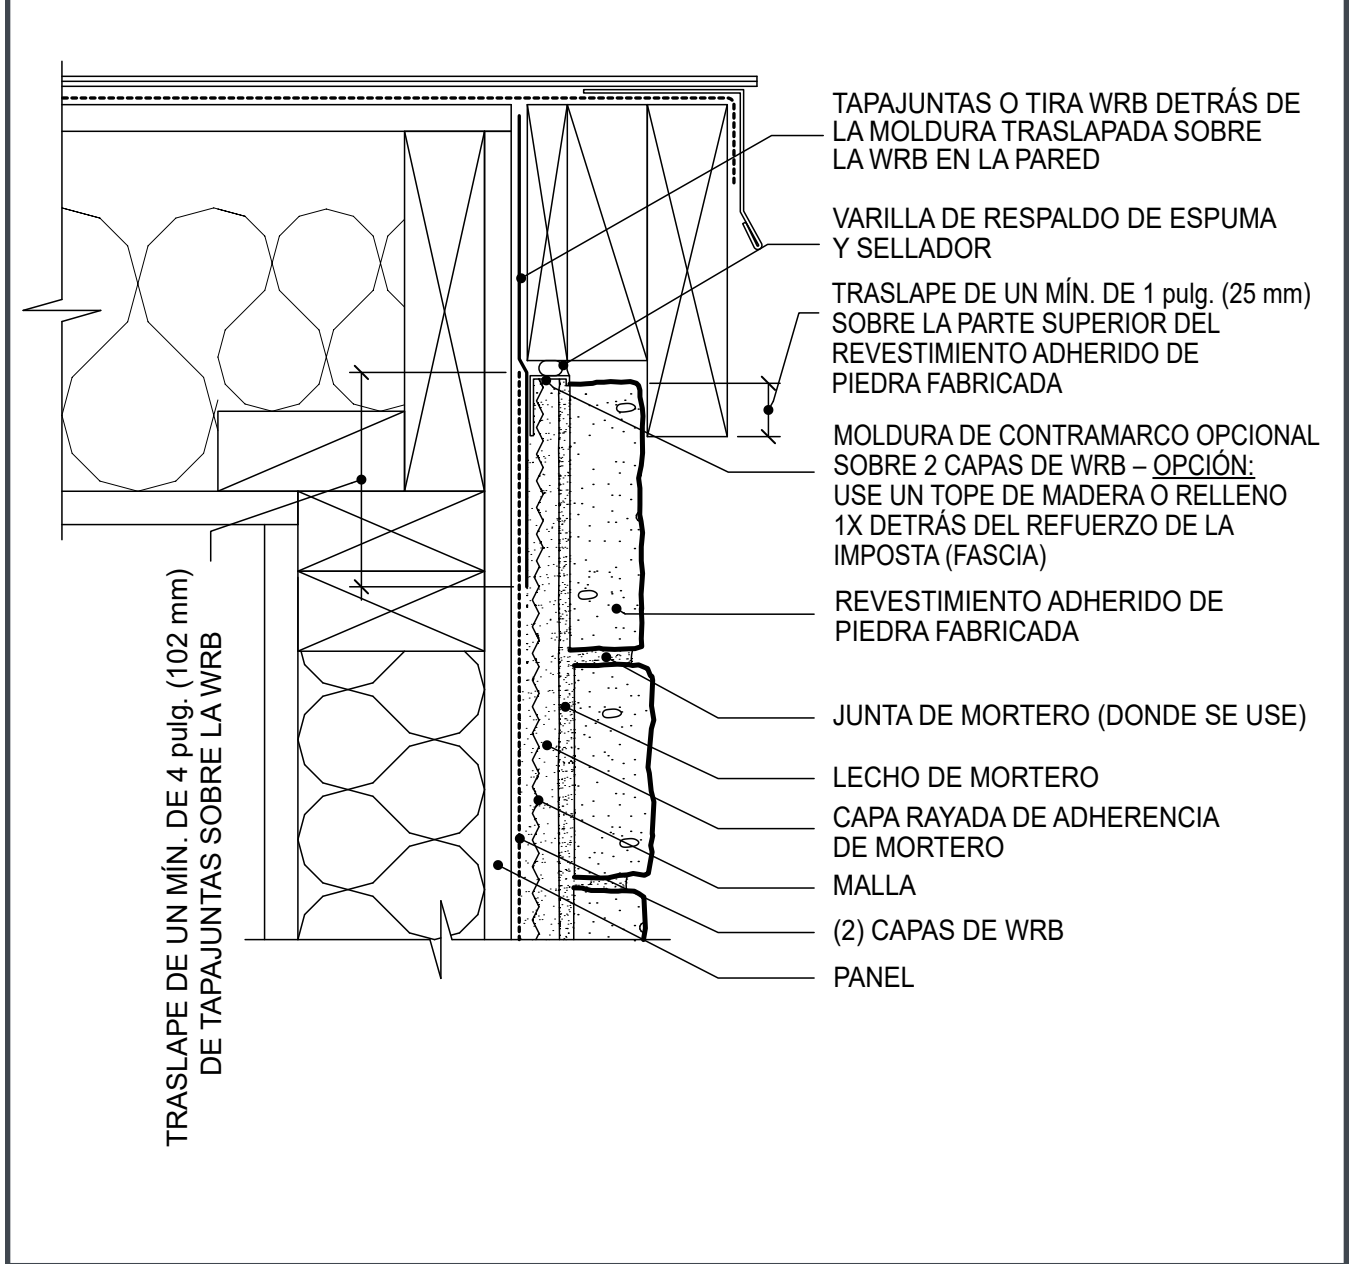 TAPAJUNTAS O TIRA WRB DETRÁS DE
LA MOLDURA TRASLAPADA SOBRE
LA WRB EN LA PARED
VARILLA DE RESPALDO DE ESPUMA
Y SELLADOR
TRASLAPE DE UN MÍN. DE 1 pulg. (25 mm)
SOBRE LA PARTE SUPERIOR DEL
REVESTIMIENTO ADHERIDO DE
PIEDRA FABRICADA
MOLDURA DE CONTRAMARCO OPCIONAL
SOBRE 2 CAPAS DE WRB – OPCIÓN:
USE UN TOPE DE MADERA O RELLENO
1X DETRÁS DEL REFUERZO DE LA
IMPOSTA (FASCIA)
REVESTIMIENTO ADHERIDO DE
PIEDRA FABRICADA
JUNTA DE MORTERO (DONDE SE USE)
LECHO DE MORTERO
CAPA RAYADA DE ADHERENCIA
DE MORTERO
MALLA
(2) CAPAS DE WRB
PANEL
TRASLAPE DE UN MÍN. DE 4 pulg. (102 mm)
DE TAPAJUNTAS SOBRE LA WRB